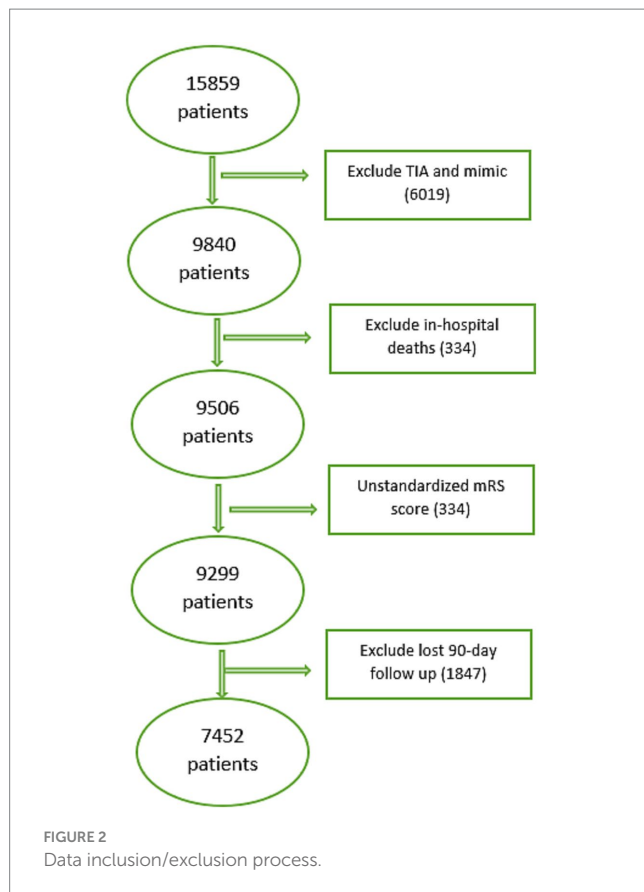 15859
patients
Exclude TIA and mimic
(6019)
9840
patients
Exclude in-hospital
deaths (334)
9506
patients
Unstandardized mRS
score (334)
9299
patients
Exclude lost 90-day
follow up (1847)
7452
patients
FIGURE 2
Data inclusion/exclusion process.